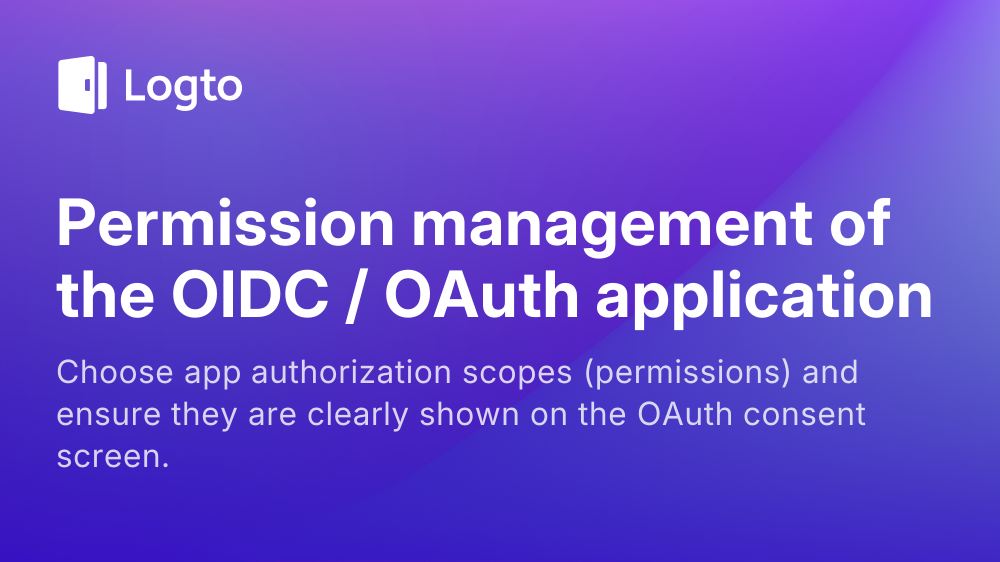 Logto
Permission management of
the OIDC / OAuth application
Choose app authorization scopes (permissions) and
ensure they are clearly shown on the OAuth consent
screen.